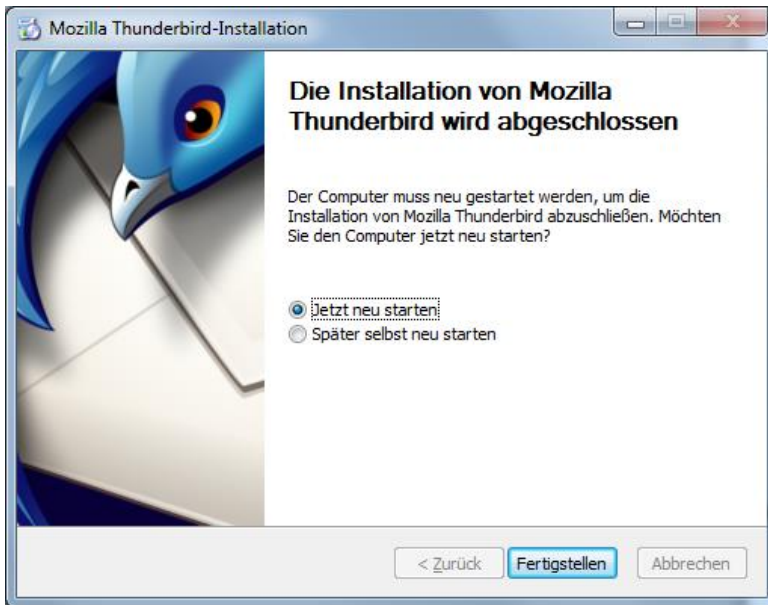 Mozilla Thunderbird-Installation
Die Installation von Mozilla
Thunderbird wird abgeschlossen
Der Computer muss neu gestartet werden, um die
Installation von Mozilla Thunderbird abzuschließen. Möchten
Sie den Computer jetzt neu starten?
Jetzt neu starten
Später selbst neu starten
< Zurück
Fertigstellen
Abbrechen